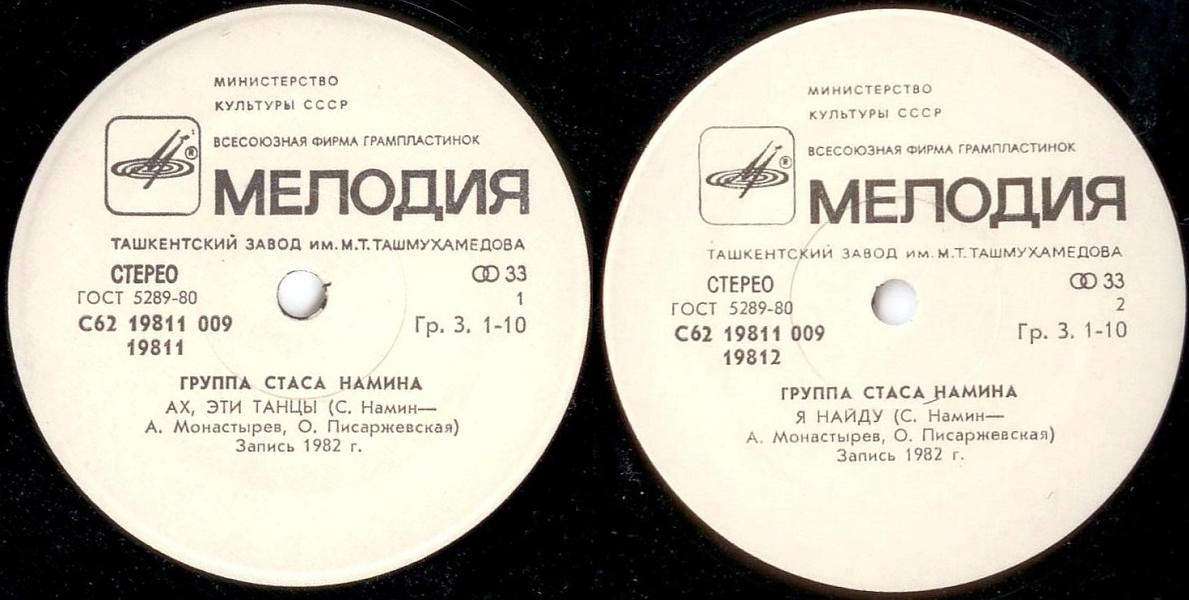 МИНИСТЕРСТВО
КУЛЬТУРЫ СССР
ВСЕСОЮЗНАЯ ФИРМА ГРАМПЛАСТИНОК
®
МЕЛОДИЯ
ТАШКЕНТСКИЙ ЗАВОД ИМ. М.Т.ТАШМУХАМЕДОВА
СТЕРЕО 33
ГОСТ 5289-80 1
С62 19811 009 Гр. 3. 1-10
19811
ГРУППА СТАСА НАМИНА
АХ, ЭТИ ТАНЦЫ (С. Намин—
А. Монастырев, О. Писаржевская)
Запись 1982 г.
МИНИСТЕРСТВО
КУЛЬТУРЫ СССР
ВСЕСОЮЗНАЯ ФИРМА ГРАМПЛАСТИНОК
®
МЕЛОДИЯ
ТАШКЕНТСКИЙ ЗАВОД ИМ. М.Т.ТАШМУХАМЕДОВА
СТЕРЕО 33
ГОСТ 5289-80 2
С62 19811 009 Гр. 3. 1-10
19812
ГРУППА СТАСА НАМИНА
Я НАЙДУ (С. Намин—
А. Монастырев, О. Писаржевская)
Запись 1982 г.